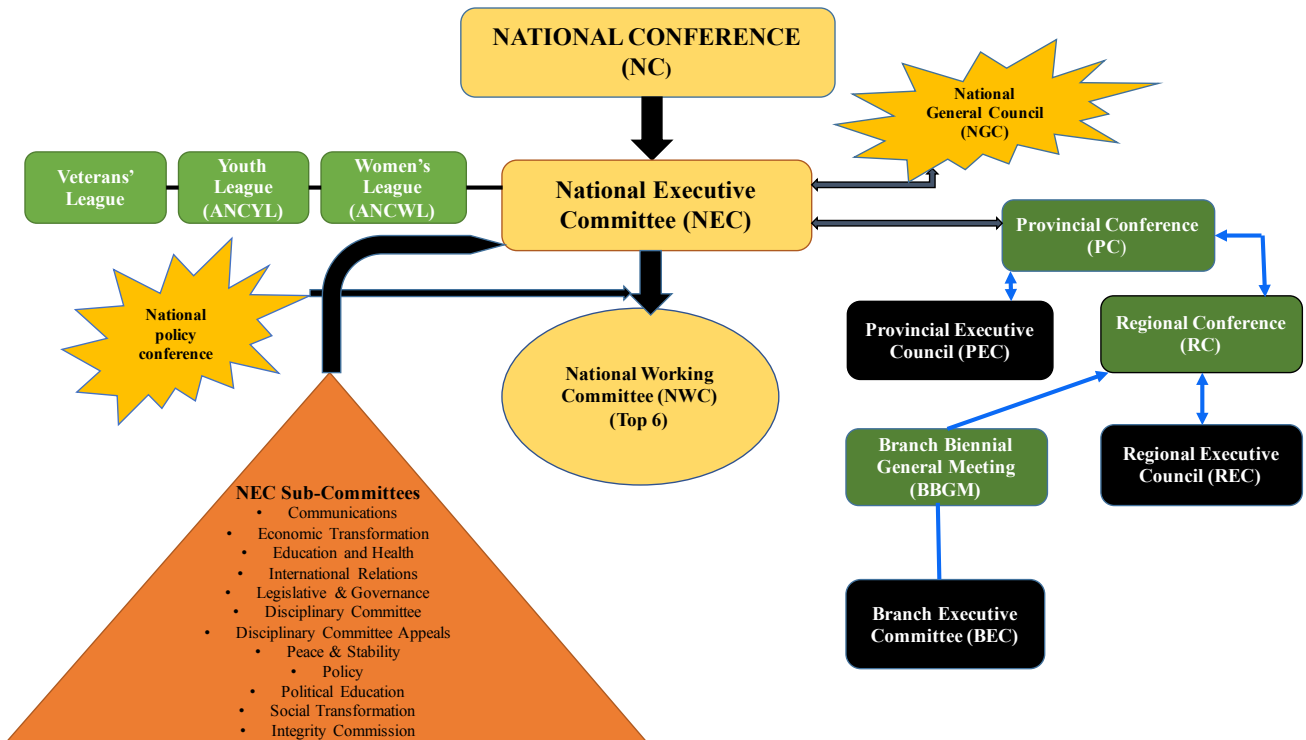 NATIONAL CONFERENCE
(NC)
National
General Council
(NGC)
Veterans’
League
Youth
League
(ANCYL)
Women’s
League
(ANCWL)
National Executive
Committee (NEC)
Provincial Conference
(PC)
National
policy
conference
Provincial Executive
Council (PEC)
Regional Conference
(RC)
National Working
Committee (NWC)
(Top 6)
Branch Biennial
General Meeting
(BBGM)
Regional Executive
Council (REC)
Branch Executive
Committee (BEC)
NEC Sub-Committees
• Communications
• Economic Transformation
• Education and Health
• International Relations
• Legislative & Governance
• Disciplinary Committee
• Disciplinary Committee Appeals
• Peace & Stability
• Policy
• Political Education
• Social Transformation
• Integrity Commission